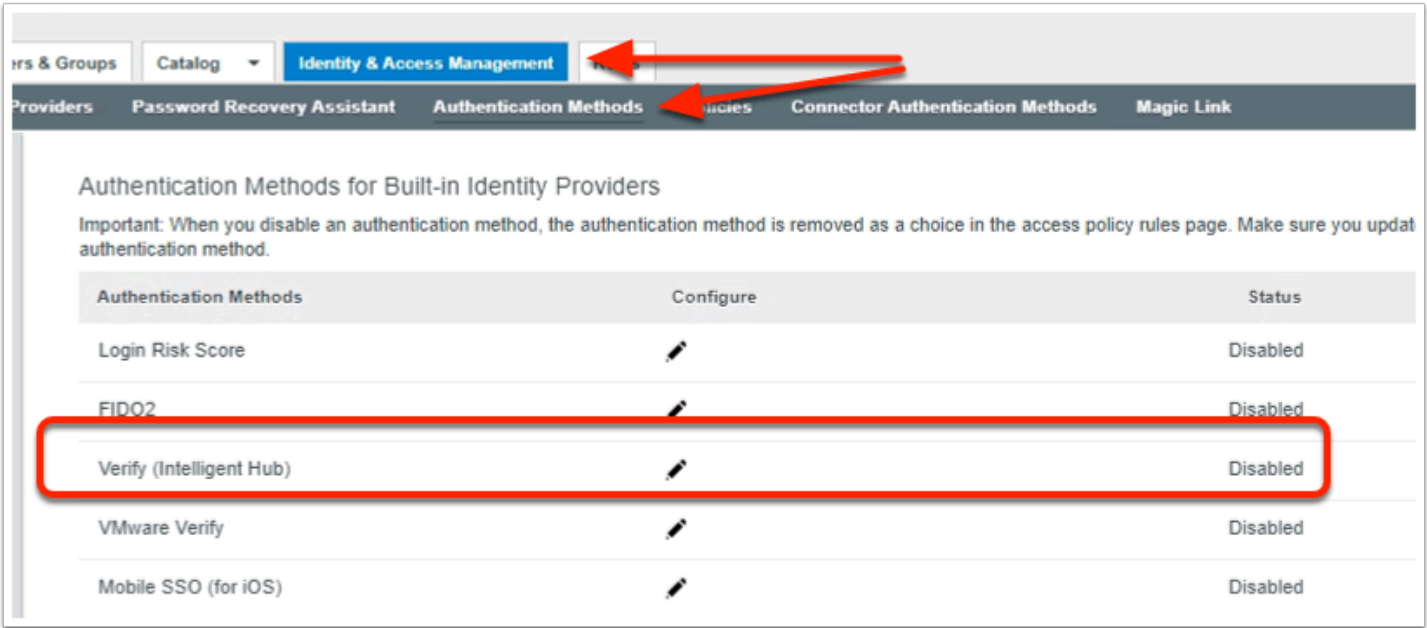 ers & Groups Catalog Identity & Access Management
Providers Password Recovery Assistant Authentication Methods Connector Authentication Methods Magic Link
Authentication Methods for Built-in Identity Providers
Important: When you disable an authentication method, the authentication method is removed as a choice in the access policy rules page. Make sure you updat
authentication method.
Authentication Methods Configure Status
Login Risk Score Disabled
FIDO2 Disabled
Verify (Intelligent Hub) Disabled
VMware Verify Disabled
Mobile SSO (for iOS) Disabled